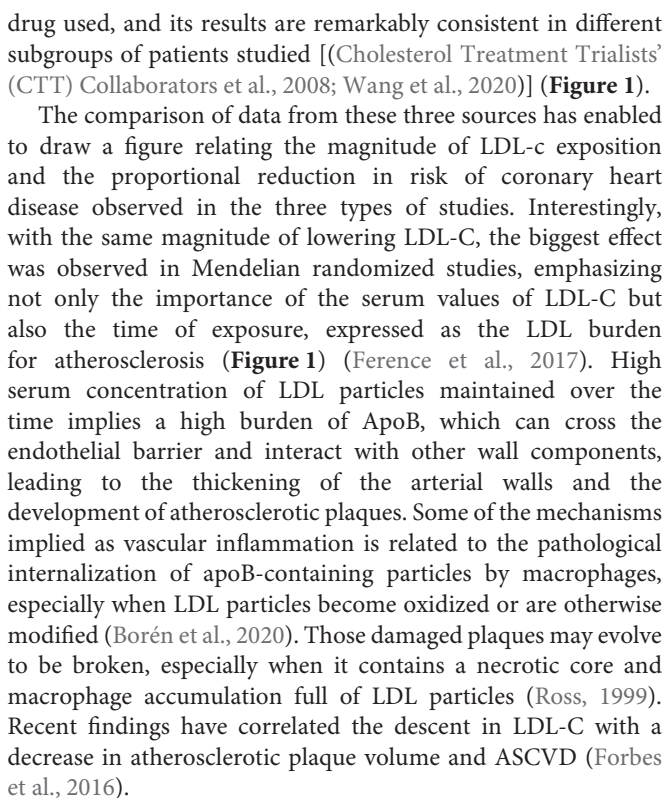 drug used, and its results are remarkably consistent in different
subgroups of patients studied [(Cholesterol Treatment Trialists’
(CTT) Collaborators et al., 2008; Wang et al., 2020)] (Figure 1).
The comparison of data from these three sources has enabled
to draw a figure relating the magnitude of LDL-c exposition
and the proportional reduction in risk of coronary heart
disease observed in the three types of studies. Interestingly,
with the same magnitude of lowering LDL-C, the biggest effect
was observed in Mendelian randomized studies, emphasizing
not only the importance of the serum values of LDL-C but
also the time of exposure, expressed as the LDL burden
for atherosclerosis (Figure 1) (Ference et al., 2017). High
serum concentration of LDL particles maintained over the
time implies a high burden of ApoB, which can cross the
endothelial barrier and interact with other wall components,
leading to the thickening of the arterial walls and the
development of atherosclerotic plaques. Some of the mechanisms
implied as vascular inflammation is related to the pathological
internalization of apoB-containing particles by macrophages,
especially when LDL particles become oxidized or are otherwise
modified (Borén et al., 2020). Those damaged plaques may evolve
to be broken, especially when it contains a necrotic core and
macrophage accumulation full of LDL particles (Ross, 1999).
Recent findings have correlated the descent in LDL-C with a
decrease in atherosclerotic plaque volume and ASCVD (Forbes
et al., 2016).